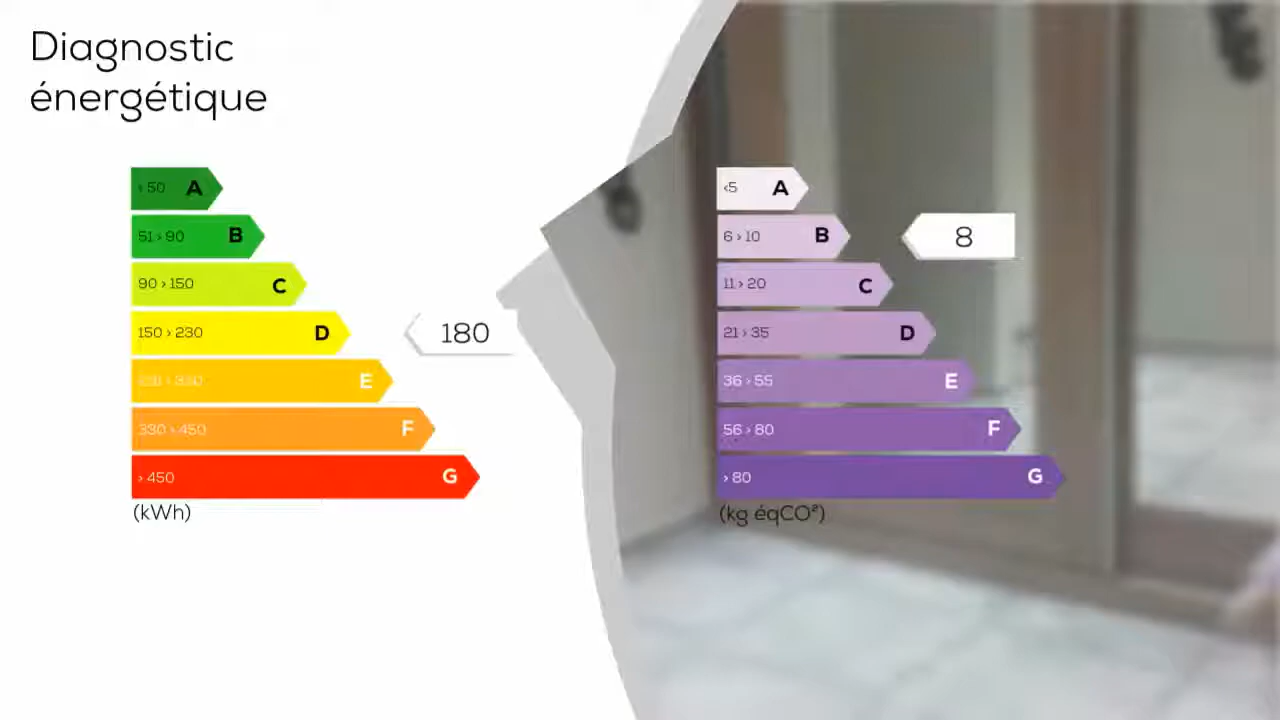 Diagnostic
énergétique
› 50 A
51 › 90 B
90 › 150 C
150 › 230 D
180
E
330 › 450 F
› 450 G
(kWh)
‹5 A
6 › 10 B
8
11 › 20 C
21 › 35 D
36 › 55 E
56 › 80 F
› 80 G
(kg éqCO²)